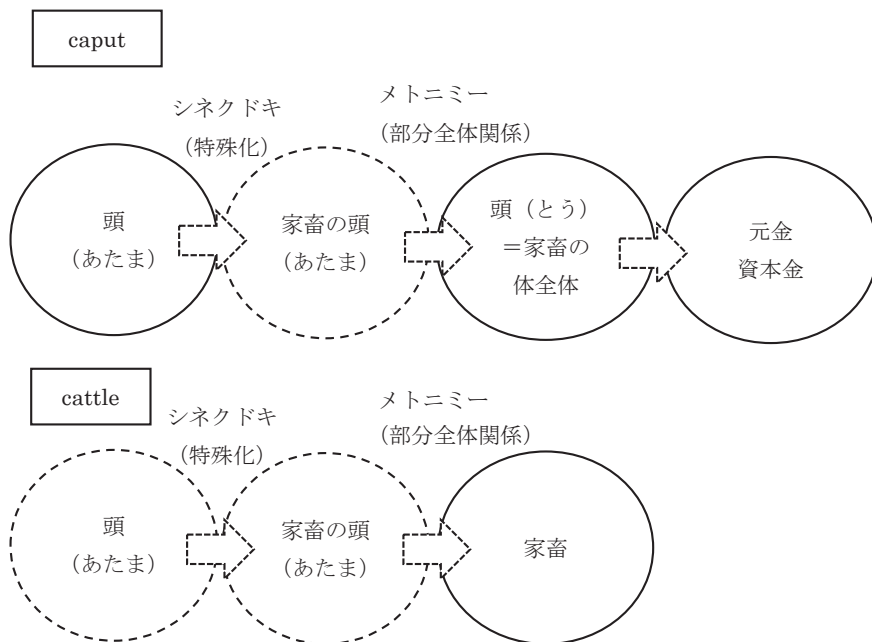 caput
シネクドキ
（特殊化）
メトニミー
（部分全体関係）
頭
（あたま）
家畜の頭
（あたま）
頭（とう）
＝家畜の
体全体
元金
資本金
cattle
シネクドキ
（特殊化）
メトニミー
（部分全体関係）
頭
（あたま）
家畜の頭
（あたま）
家畜